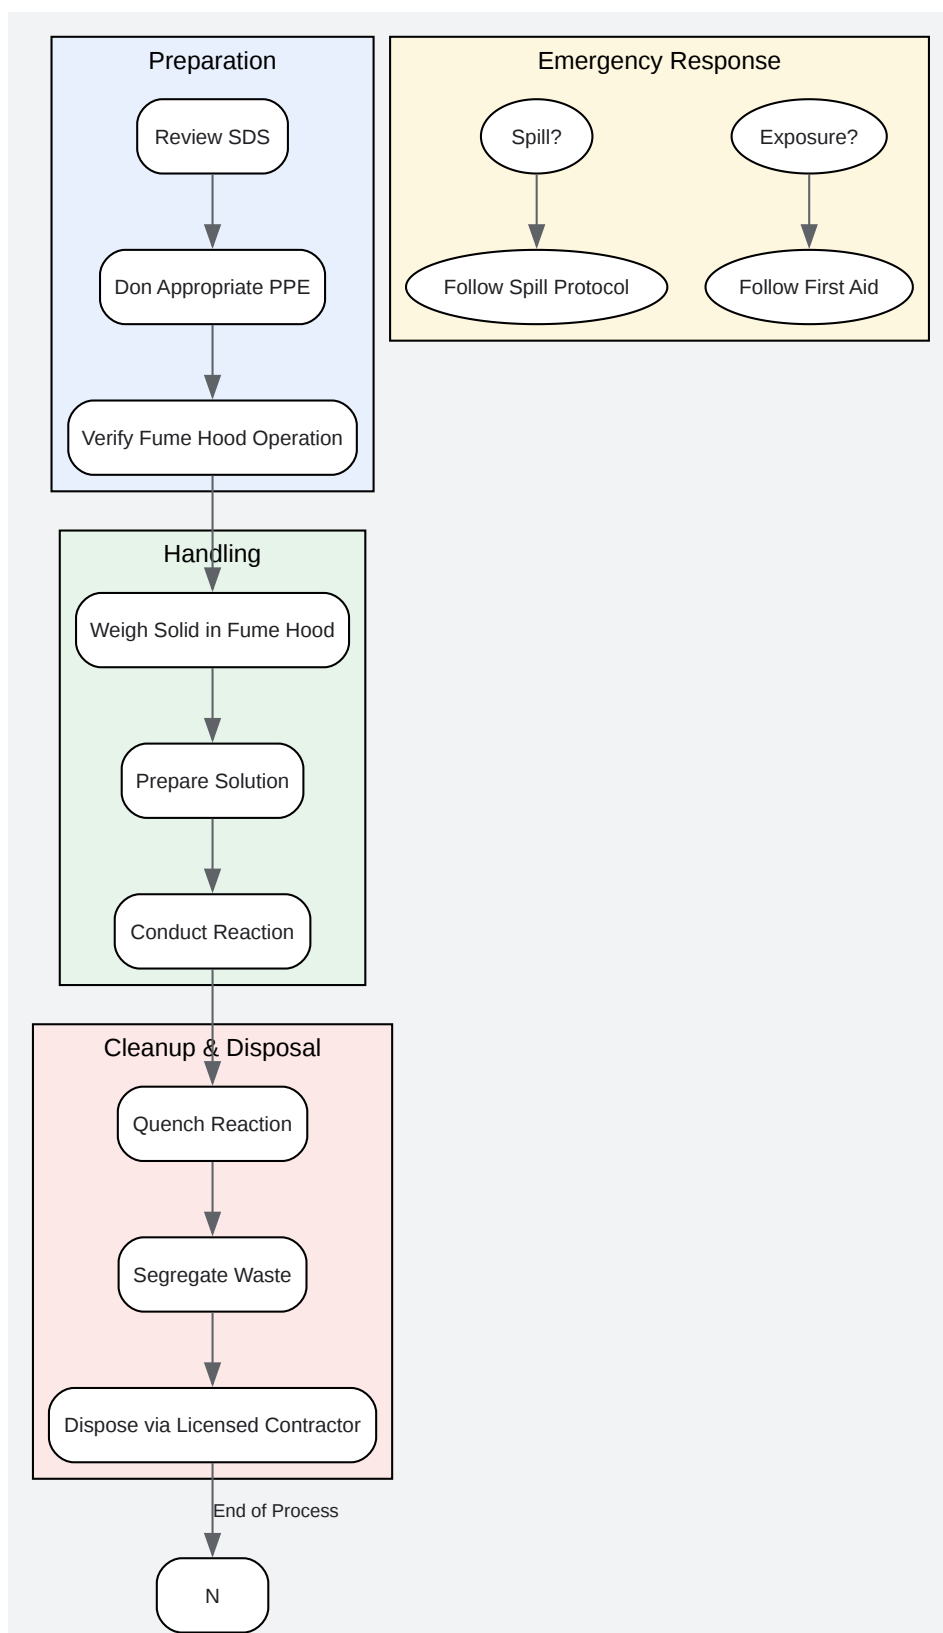 Preparation
Review SDS
Don Appropriate PPE
Verify Fume Hood Operation
Emergency Response
Spill?
Exposure?
Follow Spill Protocol
Follow First Aid
Handling
Weigh Solid in Fume Hood
Prepare Solution
Conduct Reaction
Cleanup & Disposal
Quench Reaction
Segregate Waste
Dispose via Licensed Contractor
End of Process
N